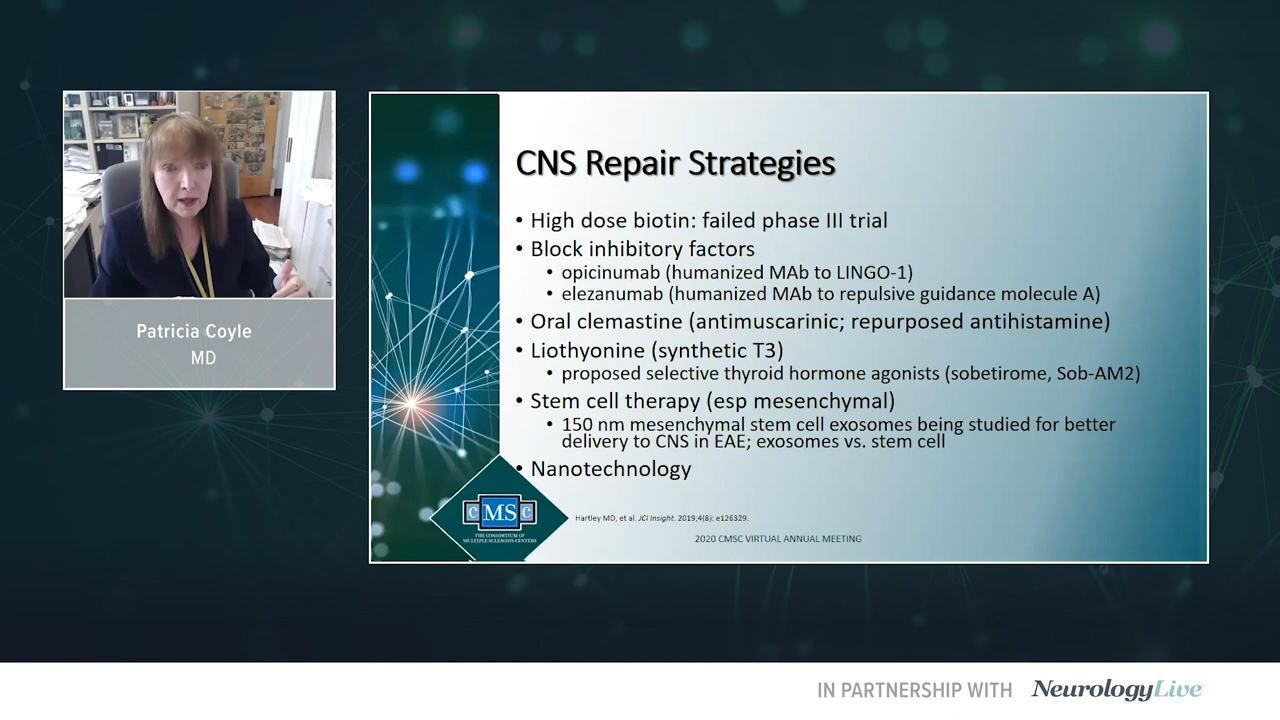 Patricia Coyle
MD
CNS Repair Strategies
• High dose biotin: failed phase III trial
• Block inhibitory factors
• opicinumab (humanized MAb to LINGO-1)
• elezanumab (humanized MAb to repulsive guidance molecule A)
• Oral clemastine (antimuscarinic; repurposed antihistamine)
• Liothyonine (synthetic T3)
• proposed selective thyroid hormone agonists (sobetirome, Sob-AM2)
• Stem cell therapy (esp mesenchymal)
• 150 nm mesenchymal stem cell exosomes being studied for better
delivery to CNS in EAE; exosomes vs. stem cell
• Nanotechnology
CMSC
THE CONSORTIUM OF
MULTIPLE SCLEROSIS CENTERS
Hartley MD, et al. JCI Insight. 2019;4(8): e126329.
2020 CMSC VIRTUAL ANNUAL MEETING
IN PARTNERSHIP WITH NeurologyLive